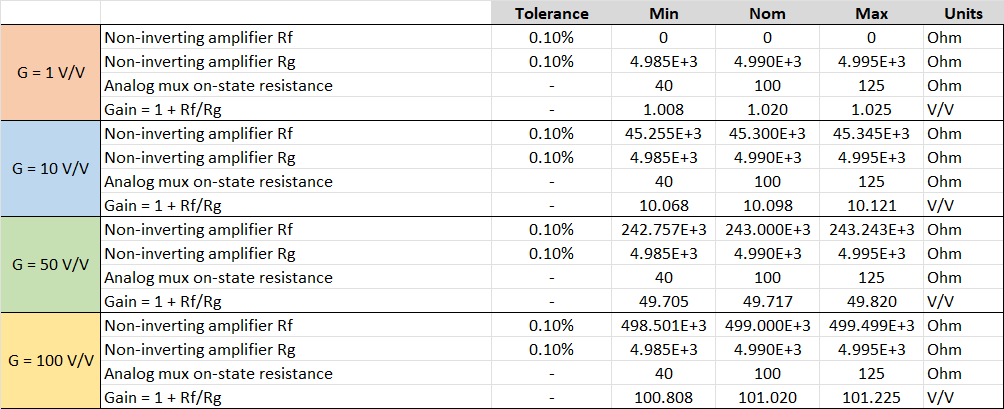 Tolerance Min Nom Max Units
G = 1 V/V
Non-inverting amplifier Rf 0.10% 0 0 0 Ohm
Non-inverting amplifier Rg 0.10% 4.985E+3 4.990E+3 4.995E+3 Ohm
Analog mux on-state resistance - 40 100 125 Ohm
Gain = 1 + Rf/Rg - 1.008 1.020 1.025 V/V
G = 10 V/V
Non-inverting amplifier Rf 0.10% 45.255E+3 45.300E+3 45.345E+3 Ohm
Non-inverting amplifier Rg 0.10% 4.985E+3 4.990E+3 4.995E+3 Ohm
Analog mux on-state resistance - 40 100 125 Ohm
Gain = 1 + Rf/Rg - 10.068 10.098 10.121 V/V
G = 50 V/V
Non-inverting amplifier Rf 0.10% 242.757E+3 243.000E+3 243.243E+3 Ohm
Non-inverting amplifier Rg 0.10% 4.985E+3 4.990E+3 4.995E+3 Ohm
Analog mux on-state resistance - 40 100 125 Ohm
Gain = 1 + Rf/Rg - 49.705 49.717 49.820 V/V
G = 100 V/V
Non-inverting amplifier Rf 0.10% 498.501E+3 499.000E+3 499.499E+3 Ohm
Non-inverting amplifier Rg 0.10% 4.985E+3 4.990E+3 4.995E+3 Ohm
Analog mux on-state resistance - 40 100 125 Ohm
Gain = 1 + Rf/Rg - 100.808 101.020 101.225 V/V